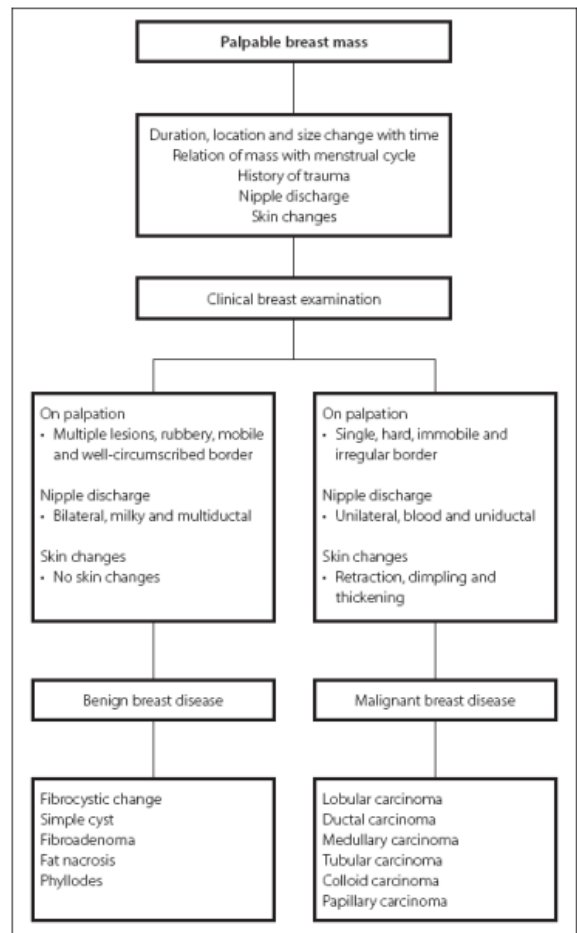 Palpable breast mass
Duration, location and size change with time
Relation of mass with menstrual cycle
History of trauma
Nipple discharge
Skin changes
Clinical breast examination
On palpation
• Multiple lesions, rubbery, mobile
and well-circumscribed border
Nipple discharge
• Bilateral, milky and multiductal
Skin changes
• No skin changes
On palpation
• Single, hard, immobile and
irregular border
Nipple discharge
• Unilateral, blood and uniductal
Skin changes
• Retraction, dimpling and
thickening
Benign breast disease
Malignant breast disease
Fibrocystic change
Simple cyst
Fibroadenoma
Fat nacrosis
Phyllodes
Lobular carcinoma
Ductal carcinoma
Medullary carcinoma
Tubular carcinoma
Colloid carcinoma
Papillary carcinoma